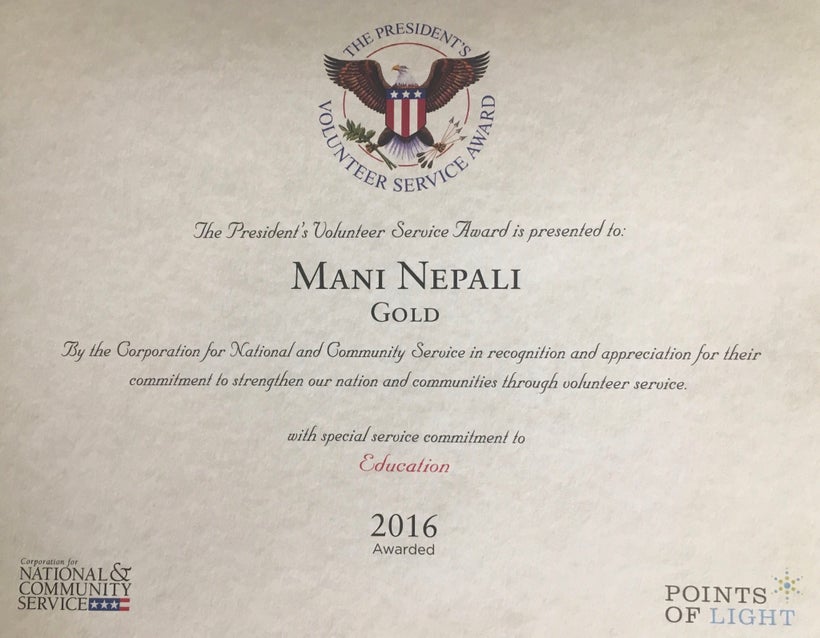 THE PRESIDENT'S
VOLUNTEER SERVICE AWARD
The President's Volunteer Service Award is presented to:
MANI NEPALI
GOLD
By the Corporation for National and Community Service in recognition and appreciation for their
commitment to strengthen our nation and communities through volunteer service.
with special service commitment to
Education
2016
Awarded
Corporation for
NATIONAL &
COMMUNITY
SERVICE
POINTS
OF LIGHT